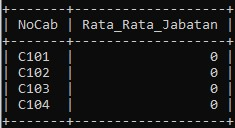 NoCab | Rata_Rata_Jabatan
C101 | 0
C102 | 0
C103 | 0
C104 | 0